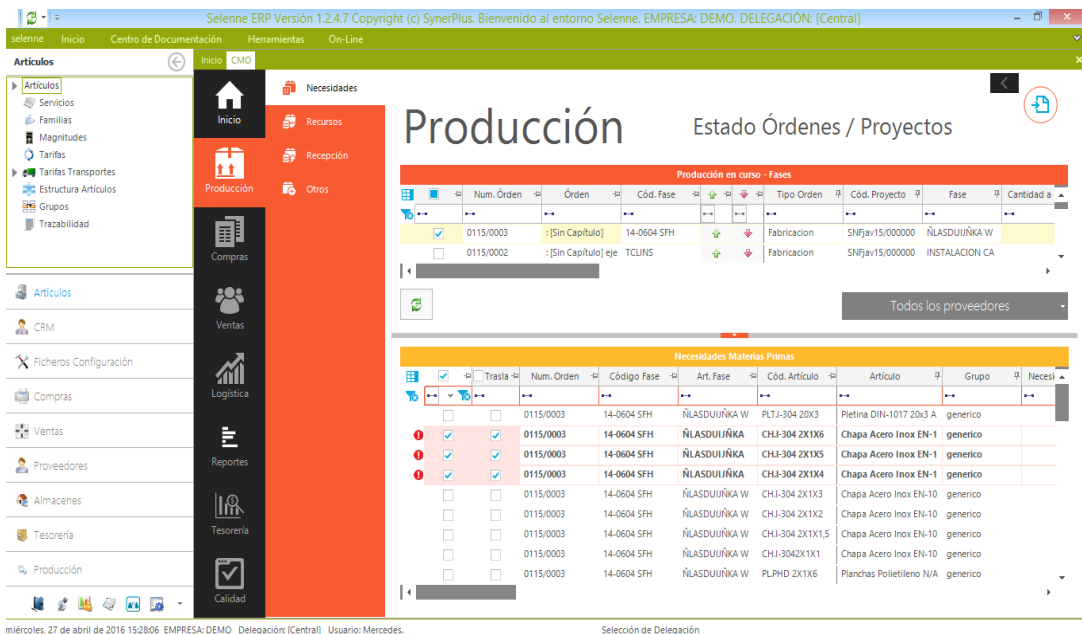 Selenne ERP Versión 1.2.4.7 Copyright (c) SynerPlus. Bienvenido al entorno Selenne. EMPRESA: DEMO. DELEGACIÓN: [Central]
selenne Inicio Centro de Documentación Herramientas On-Line
Artículos
Artículos
Servicios
Familias
Magnitudes
Tarifas
Tarifas Transportes
Estructura Artículos
Grupos
Trazabilidad
Artículos
CRM
Ficheros Configuración
Compras
Ventas
Proveedores
Almacenes
Tesorería
Producción
Inicio CMO
Inicio
Producción
Compras
Ventas
Logística
Reportes
Tesorería
Calidad
Necesidades
Recursos
Recepción
Otros
Producción Estado Órdenes / Proyectos
Producción en curso - Fases
Num. Órden Órden Cód. Fase Tipo Orden Cód. Proyecto Fase Cantidad a
0115/0003 : [Sin Capítulo] 14-0604 SFH Fabricacion SNFjav15/000000 ÑLASDUIJÑKA W
0115/0002 : [Sin Capítulo] eje TCLINS Fabricacion SNFjav15/000000 INSTALACION CA
Todos los proveedores
Necesidades Materias Primas
Trasla Num. Orden Código Fase Art. Fase Cód. Artículo Artículo Grupo Necesi
0115/0003 14-0604 SFH ÑLASDUIJÑKA W PLT.I-304 20X3 Pletina DIN-1017 20x3 A generico
0115/0003 14-0604 SFH ÑLASDUIJÑKA CH.I-304 2X1X6 Chapa Acero Inox EN-1 generico
0115/0003 14-0604 SFH ÑLASDUIJÑKA CH.I-304 2X1X5 Chapa Acero Inox EN-1 generico
0115/0003 14-0604 SFH ÑLASDUIJÑKA CH.I-304 2X1X4 Chapa Acero Inox EN-1 generico
0115/0003 14-0604 SFH ÑLASDUIJÑKA W CH.I-304 2X1X3 Chapa Acero Inox EN-10 generico
0115/0003 14-0604 SFH ÑLASDUIJÑKA W CH.I-304 2X1X2 Chapa Acero Inox EN-10 generico
0115/0003 14-0604 SFH ÑLASDUIJÑKA W CH.I-304 2X1X1,5 Chapa Acero Inox EN-10 generico
0115/0003 14-0604 SFH ÑLASDUIJÑKA W CH.I-3042X1X1 Chapa Acero Inox EN-10 generico
0115/0003 14-0604 SFH ÑLASDUIJÑKA W PL.PHD 2X1X6 Planchas Polietileno N/A generico
miércoles, 27 de abril de 2016 15:28:06 EMPRESA: DEMO Delegación: [Central] Usuario: Mercedes. Selección de Delegación